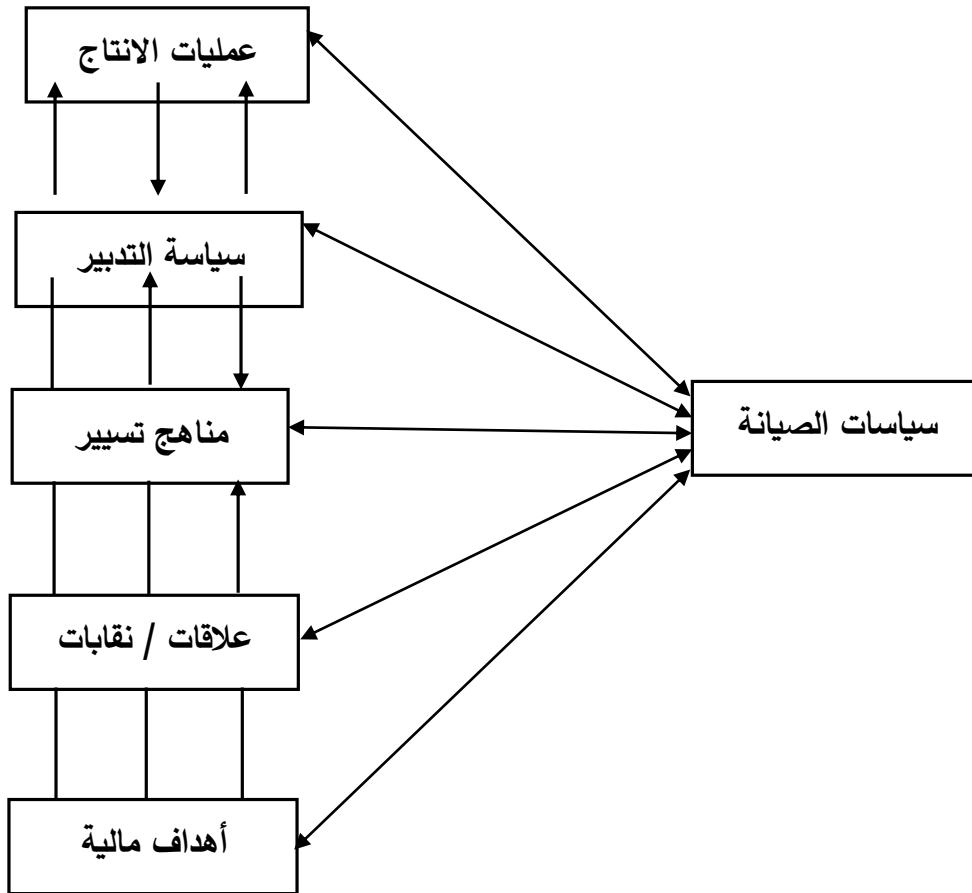 عمليات الانتاج
سياسة التدبير
مناهج تسيير
سياسات الصيانة
علاقات / نقابات
أهداف مالية